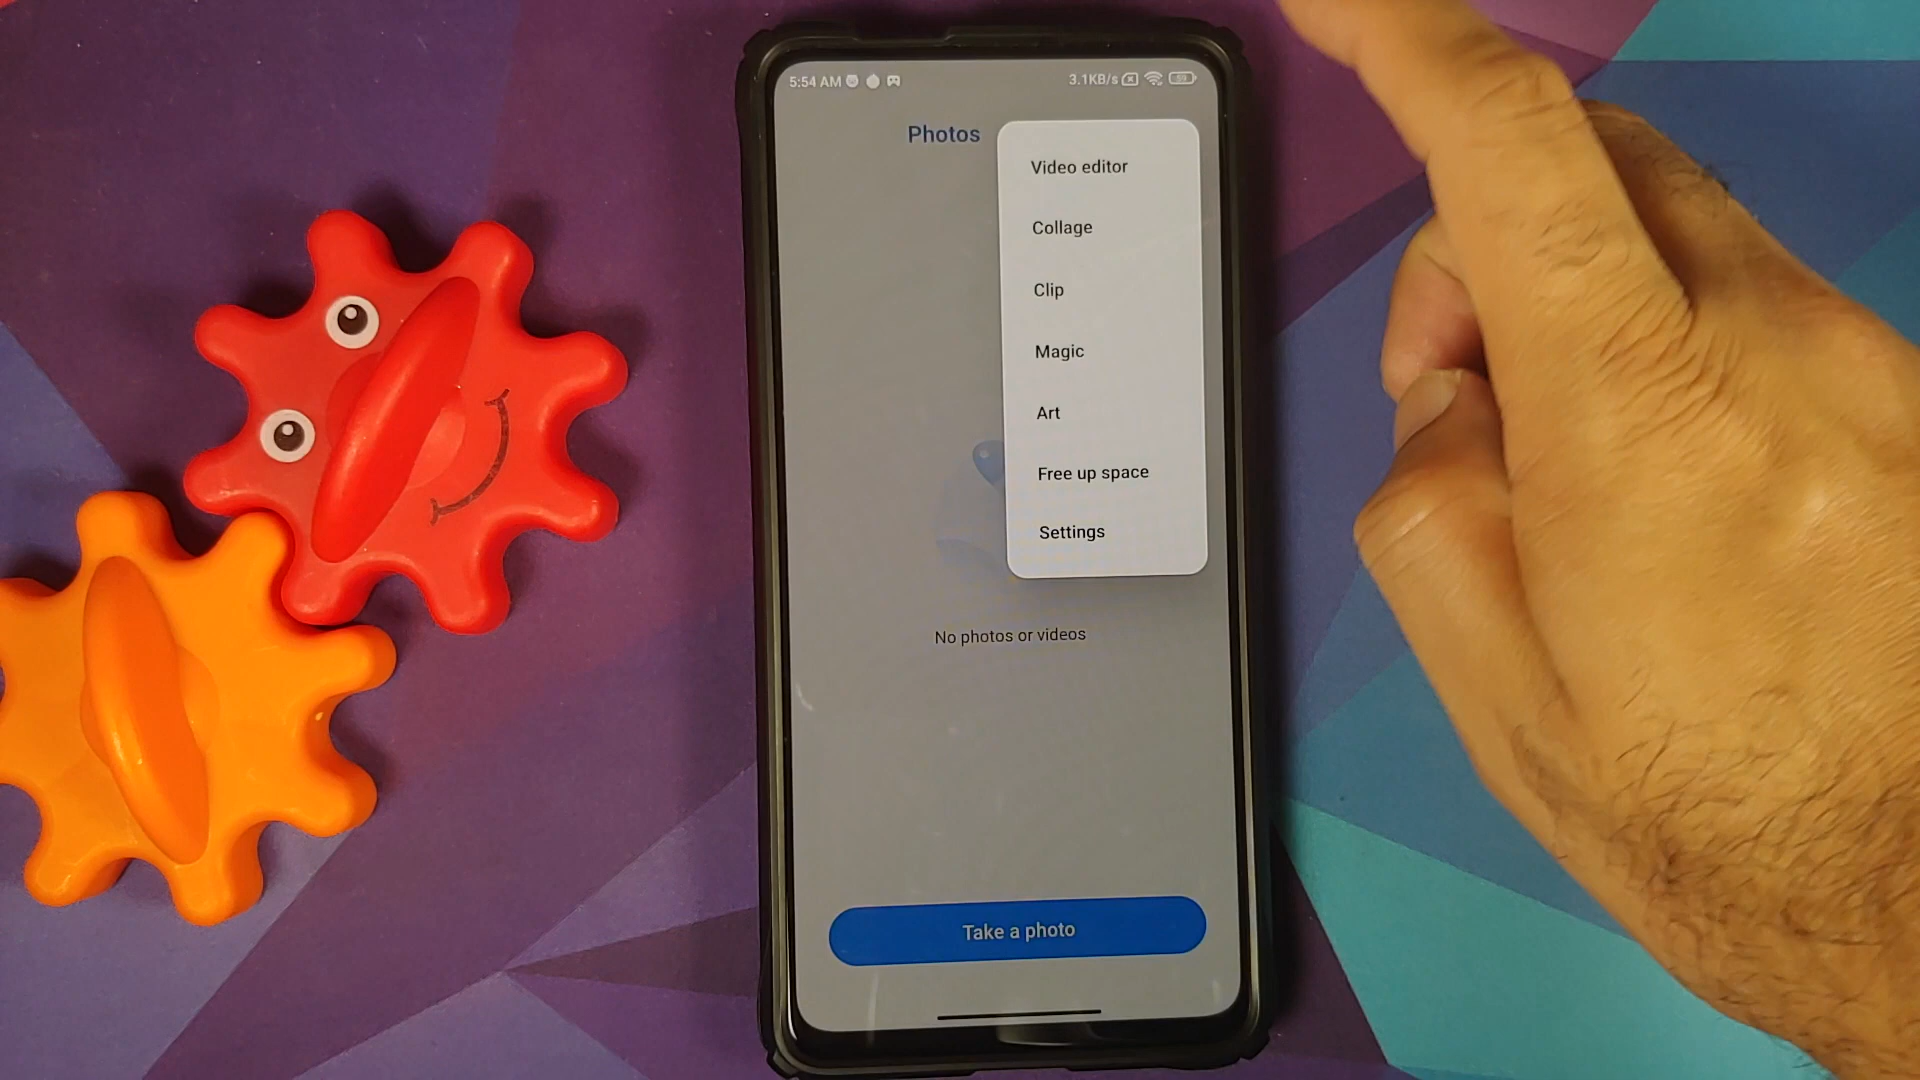 5:54 AM
3.1KB/s
59
Photos
Video editor
Collage
Clip
Magic
Art
Free up space
Settings
No photos or videos
Take a photo